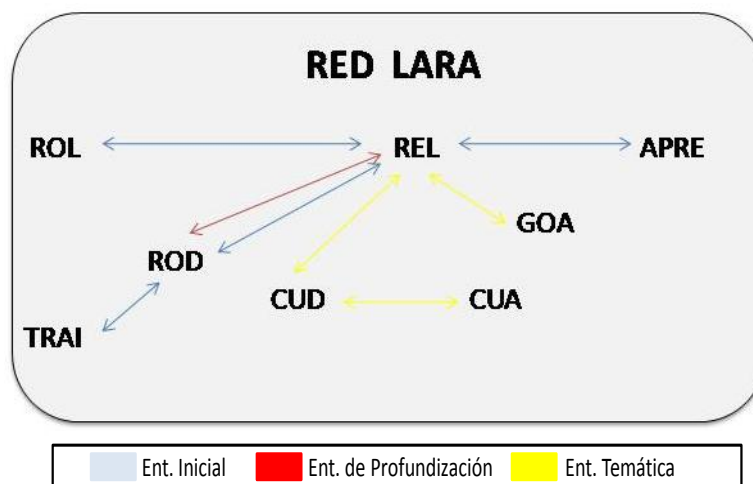 RED LARA
ROL REL APRE
GOA
ROD
CUD CUA
TRAI
Ent. Inicial Ent. de Profundización Ent. Temática